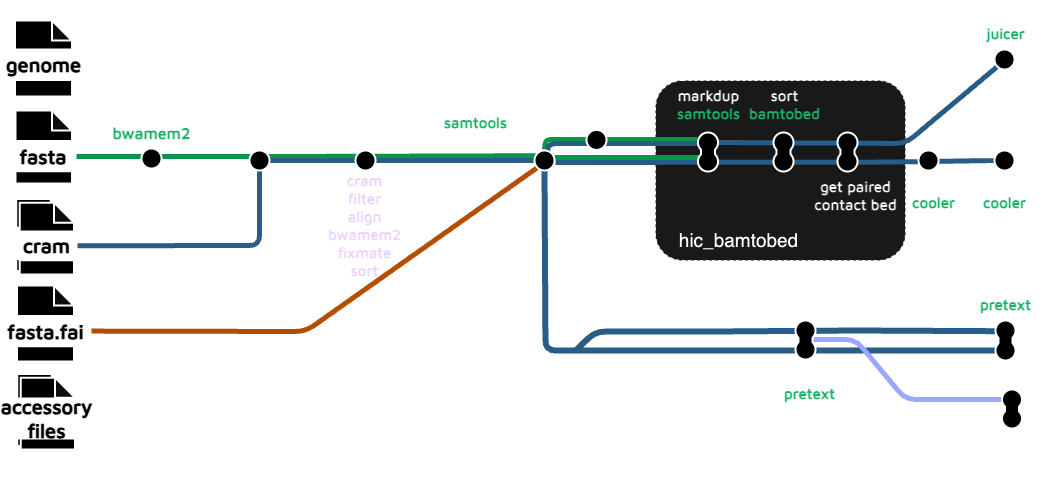 genome
fasta
cram
fasta.fai
accessory
files
bwamem2
cram
filter
align
bwamem2
fixmate
sort
samtools
markdup
samtools
sort
bamtobed
get paired
contact bed
hic_bamtobed
juicer
cooler
cooler
pretext
pretext